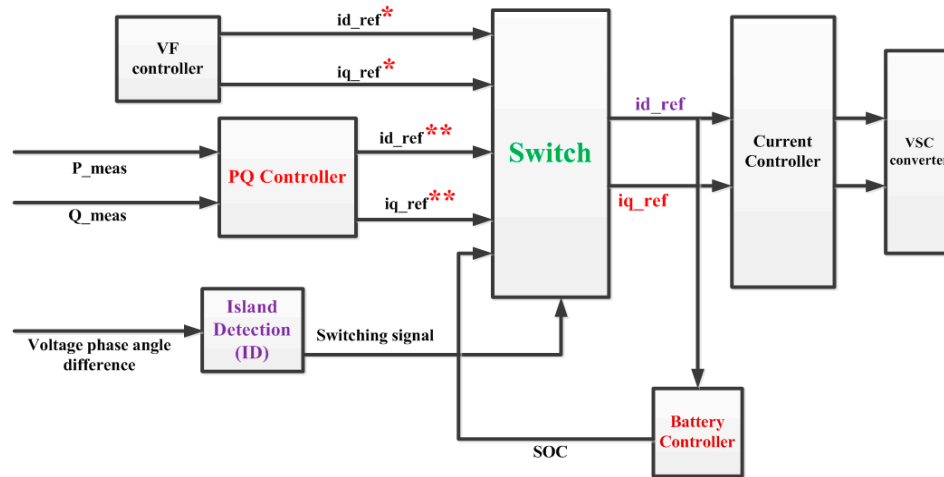 id_ref*
VF
controller
iq_ref*
id_ref**
P_meas
PQ Controller
Q_meas
iq_ref**
Switch
id_ref
iq_ref
Current
Controller
VSC
converter
Island
Detection
(ID)
Voltage phase angle
difference
Switching signal
Battery
Controller
SOC